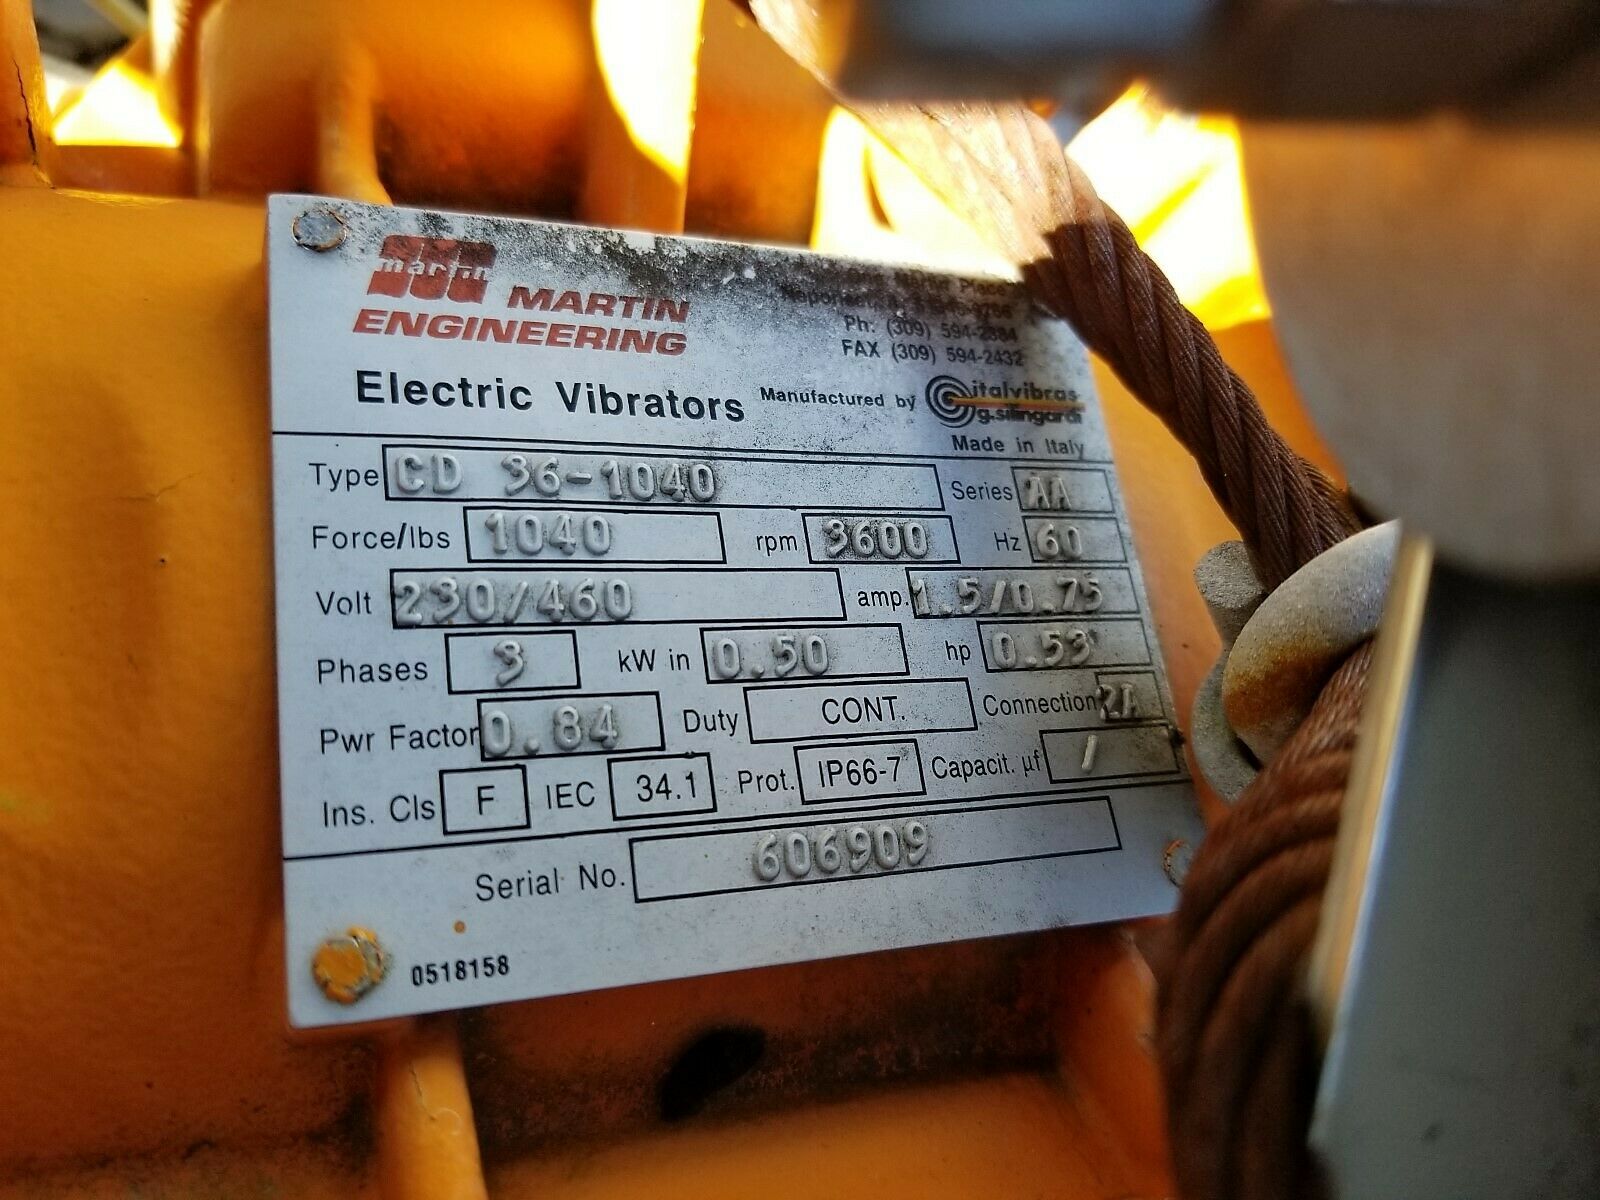 martin
MARTIN
ENGINEERING
Ph: (309) 594-2384
FAX (309) 594-2432
Electric Vibrators
Manufactured by italvibras
g.silingardi
Made in Italy
Type CD 36-1040 Series AA
Force/lbs 1040 rpm 3600 Hz 60
Volt 230/460 amp. 1.5/0.75
Phases 3 kW in 0.50 hp 0.53
Pwr Factor 0.84 Duty CONT. Connection 2A
Ins. Cls F IEC 34.1 Prot. IP66-7 Capacit. µf /
Serial No. 606909
0518158